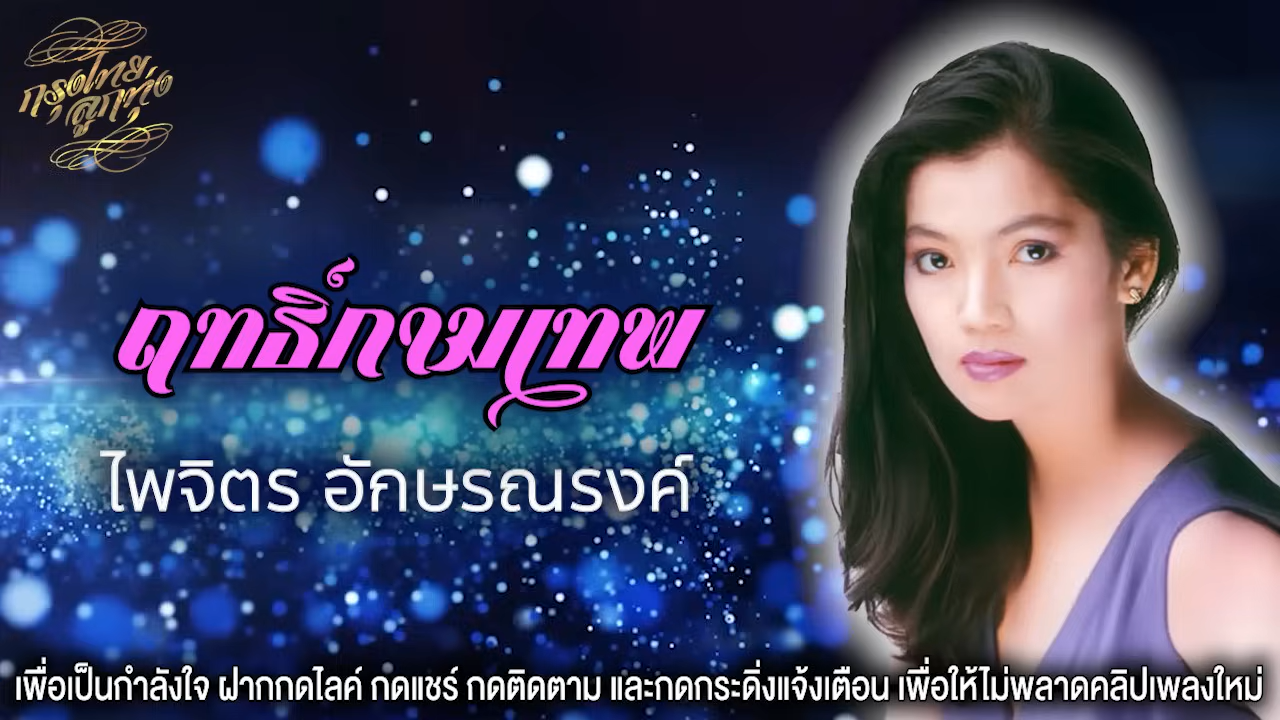 กรุงไทย
ลูกทุ่ง
ฤทธิ์กามเทพ
ไพจิตร อักษรณรงค์
เพื่อเป็นกำลังใจ ฝากกดไลค์ กดแชร์ กดติดตาม และกดกระดิ่งแจ้งเตือน เพื่อให้ไม่พลาดคลิปเพลงใหม่